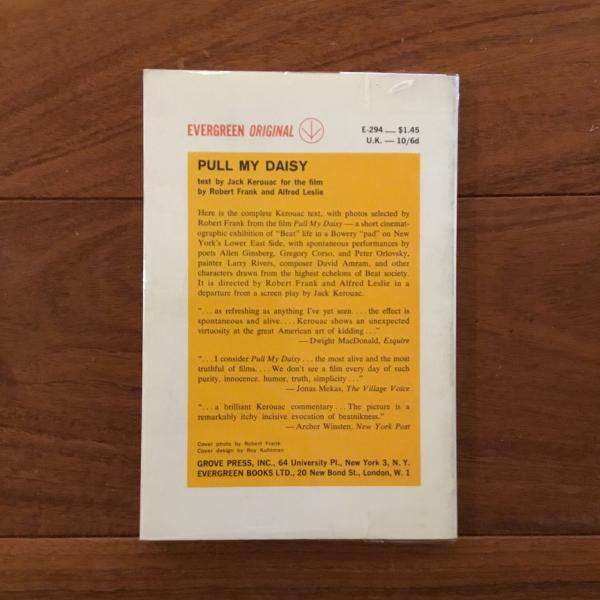 EVERGREEN ORIGINAL
E-294 — $1.45
U.K. — 10/6d
PULL MY DAISY
text by Jack Kerouac for the film
by Robert Frank and Alfred Leslie
Here is the complete Kerouac text, with photos selected by
Robert Frank from the film Pull My Daisy — a short cinemat-
ographic exhibition of "Beat" life in a Bowery "pad" on New
York's Lower East Side, with spontaneous performances by
poets Allen Ginsberg, Gregory Corso, and Peter Orlovsky,
painter Larry Rivers, composer David Amram, and other
characters drawn from the highest echelons of Beat society.
It is directed by Robert Frank and Alfred Leslie in a
departure from a screen play by Jack Kerouac.
"... as refreshing as anything I've yet seen .... the effect is
spontaneous and alive.... Kerouac shows an unexpected
virtuosity at the great American art of kidding ..."
— Dwight MacDonald, Esquire
"... I consider Pull My Daisy ... the most alive and the most
truthful of films.... We don't see a film every day of such
purity, innocence, humor, truth, simplicity ..."
— Jonas Mekas, The Village Voice
"... a brilliant Kerouac commentary ... The picture is a
remarkably itchy incisive evocation of beatnikness."
— Archer Winsten, New York Post
Cover photo by Robert Frank
Cover design by Roy Kuhlman
GROVE PRESS, INC., 64 University Pl., New York 3, N. Y.
EVERGREEN BOOKS LTD., 20 New Bond St., London, W. 1